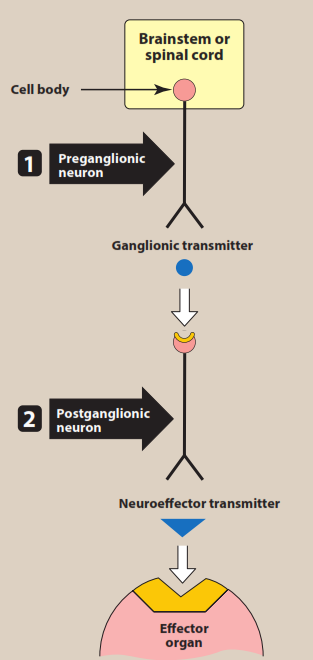 Brainstem or
spinal cord
Cell body
1
Preganglionic
neuron
Ganglionic transmitter
2
Postganglionic
neuron
Neuroeffector transmitter
Effector
organ